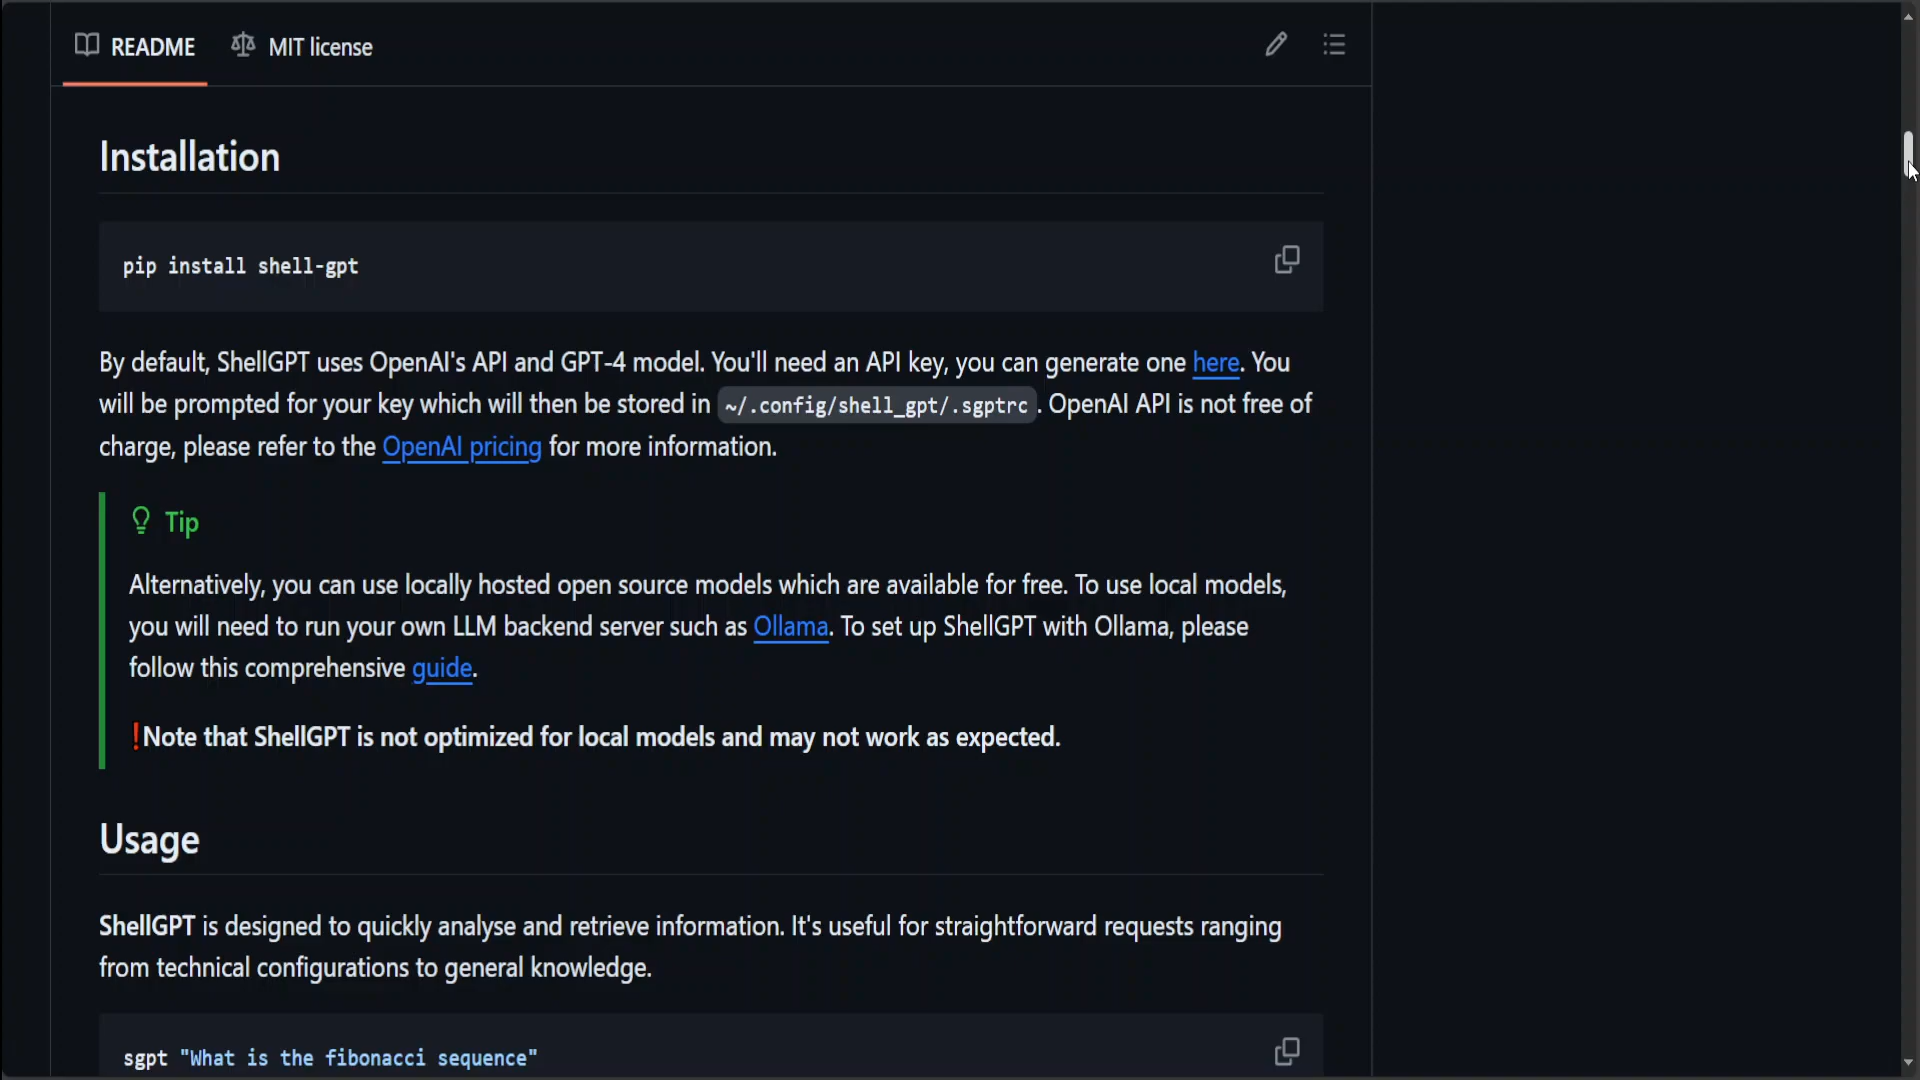 README MIT license
Installation
pip install shell-gpt
By default, ShellGPT uses OpenAI's API and GPT-4 model. You'll need an API key, you can generate one here. You
will be prompted for your key which will then be stored in ~/.config/shell_gpt/.sgptrc . OpenAI API is not free of
charge, please refer to the OpenAI pricing for more information.
Tip
Alternatively, you can use locally hosted open source models which are available for free. To use local models,
you will need to run your own LLM backend server such as Ollama. To set up ShellGPT with Ollama, please
follow this comprehensive guide.
❗Note that ShellGPT is not optimized for local models and may not work as expected.
Usage
ShellGPT is designed to quickly analyse and retrieve information. It's useful for straightforward requests ranging
from technical configurations to general knowledge.
sgpt "What is the fibonacci sequence"